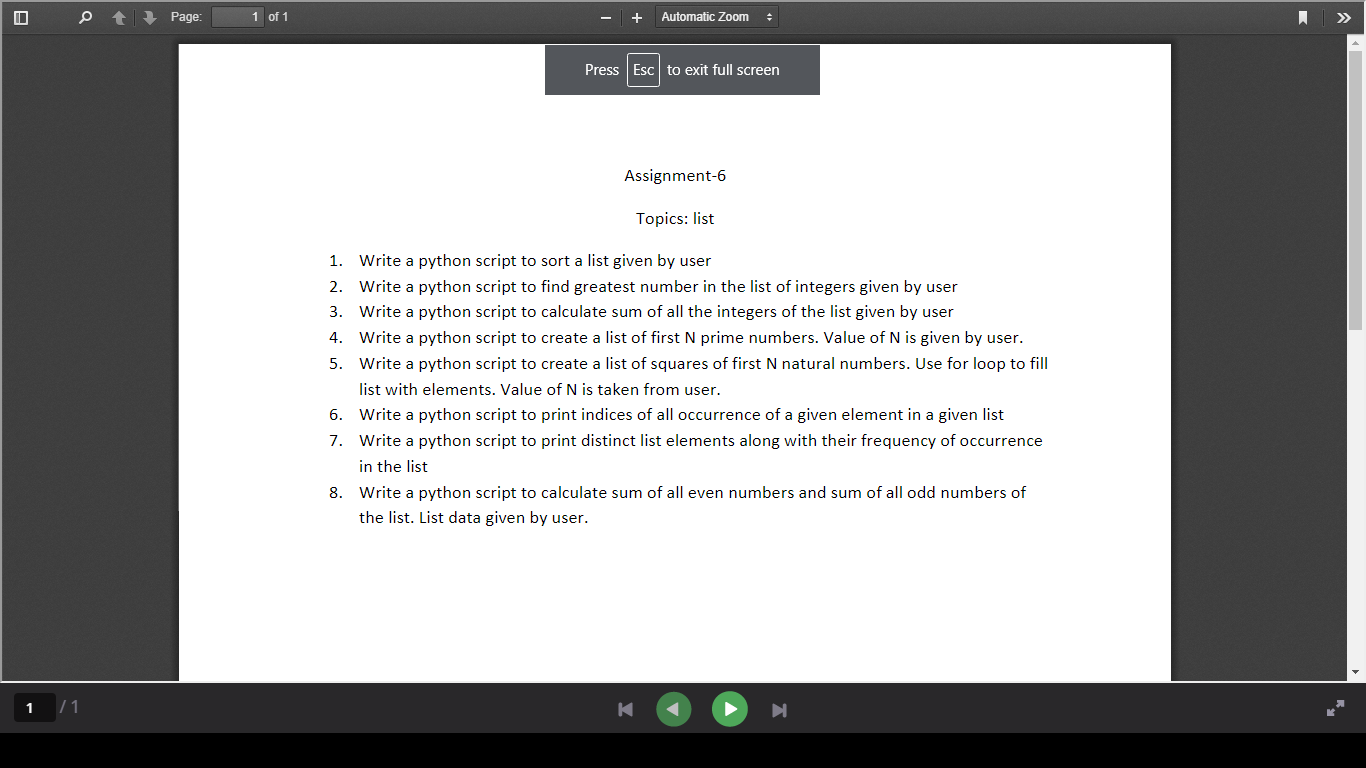 Page: 1 of 1 Automatic Zoom
Press Esc to exit full screen
Assignment-6
Topics: list
1. Write a python script to sort a list given by user
2. Write a python script to find greatest number in the list of integers given by user
3. Write a python script to calculate sum of all the integers of the list given by user
4. Write a python script to create a list of first N prime numbers. Value of N is given by user.
5. Write a python script to create a list of squares of first N natural numbers. Use for loop to fill
list with elements. Value of N is taken from user.
6. Write a python script to print indices of all occurrence of a given element in a given list
7. Write a python script to print distinct list elements along with their frequency of occurrence
in the list
8. Write a python script to calculate sum of all even numbers and sum of all odd numbers of
the list. List data given by user.
1 / 1